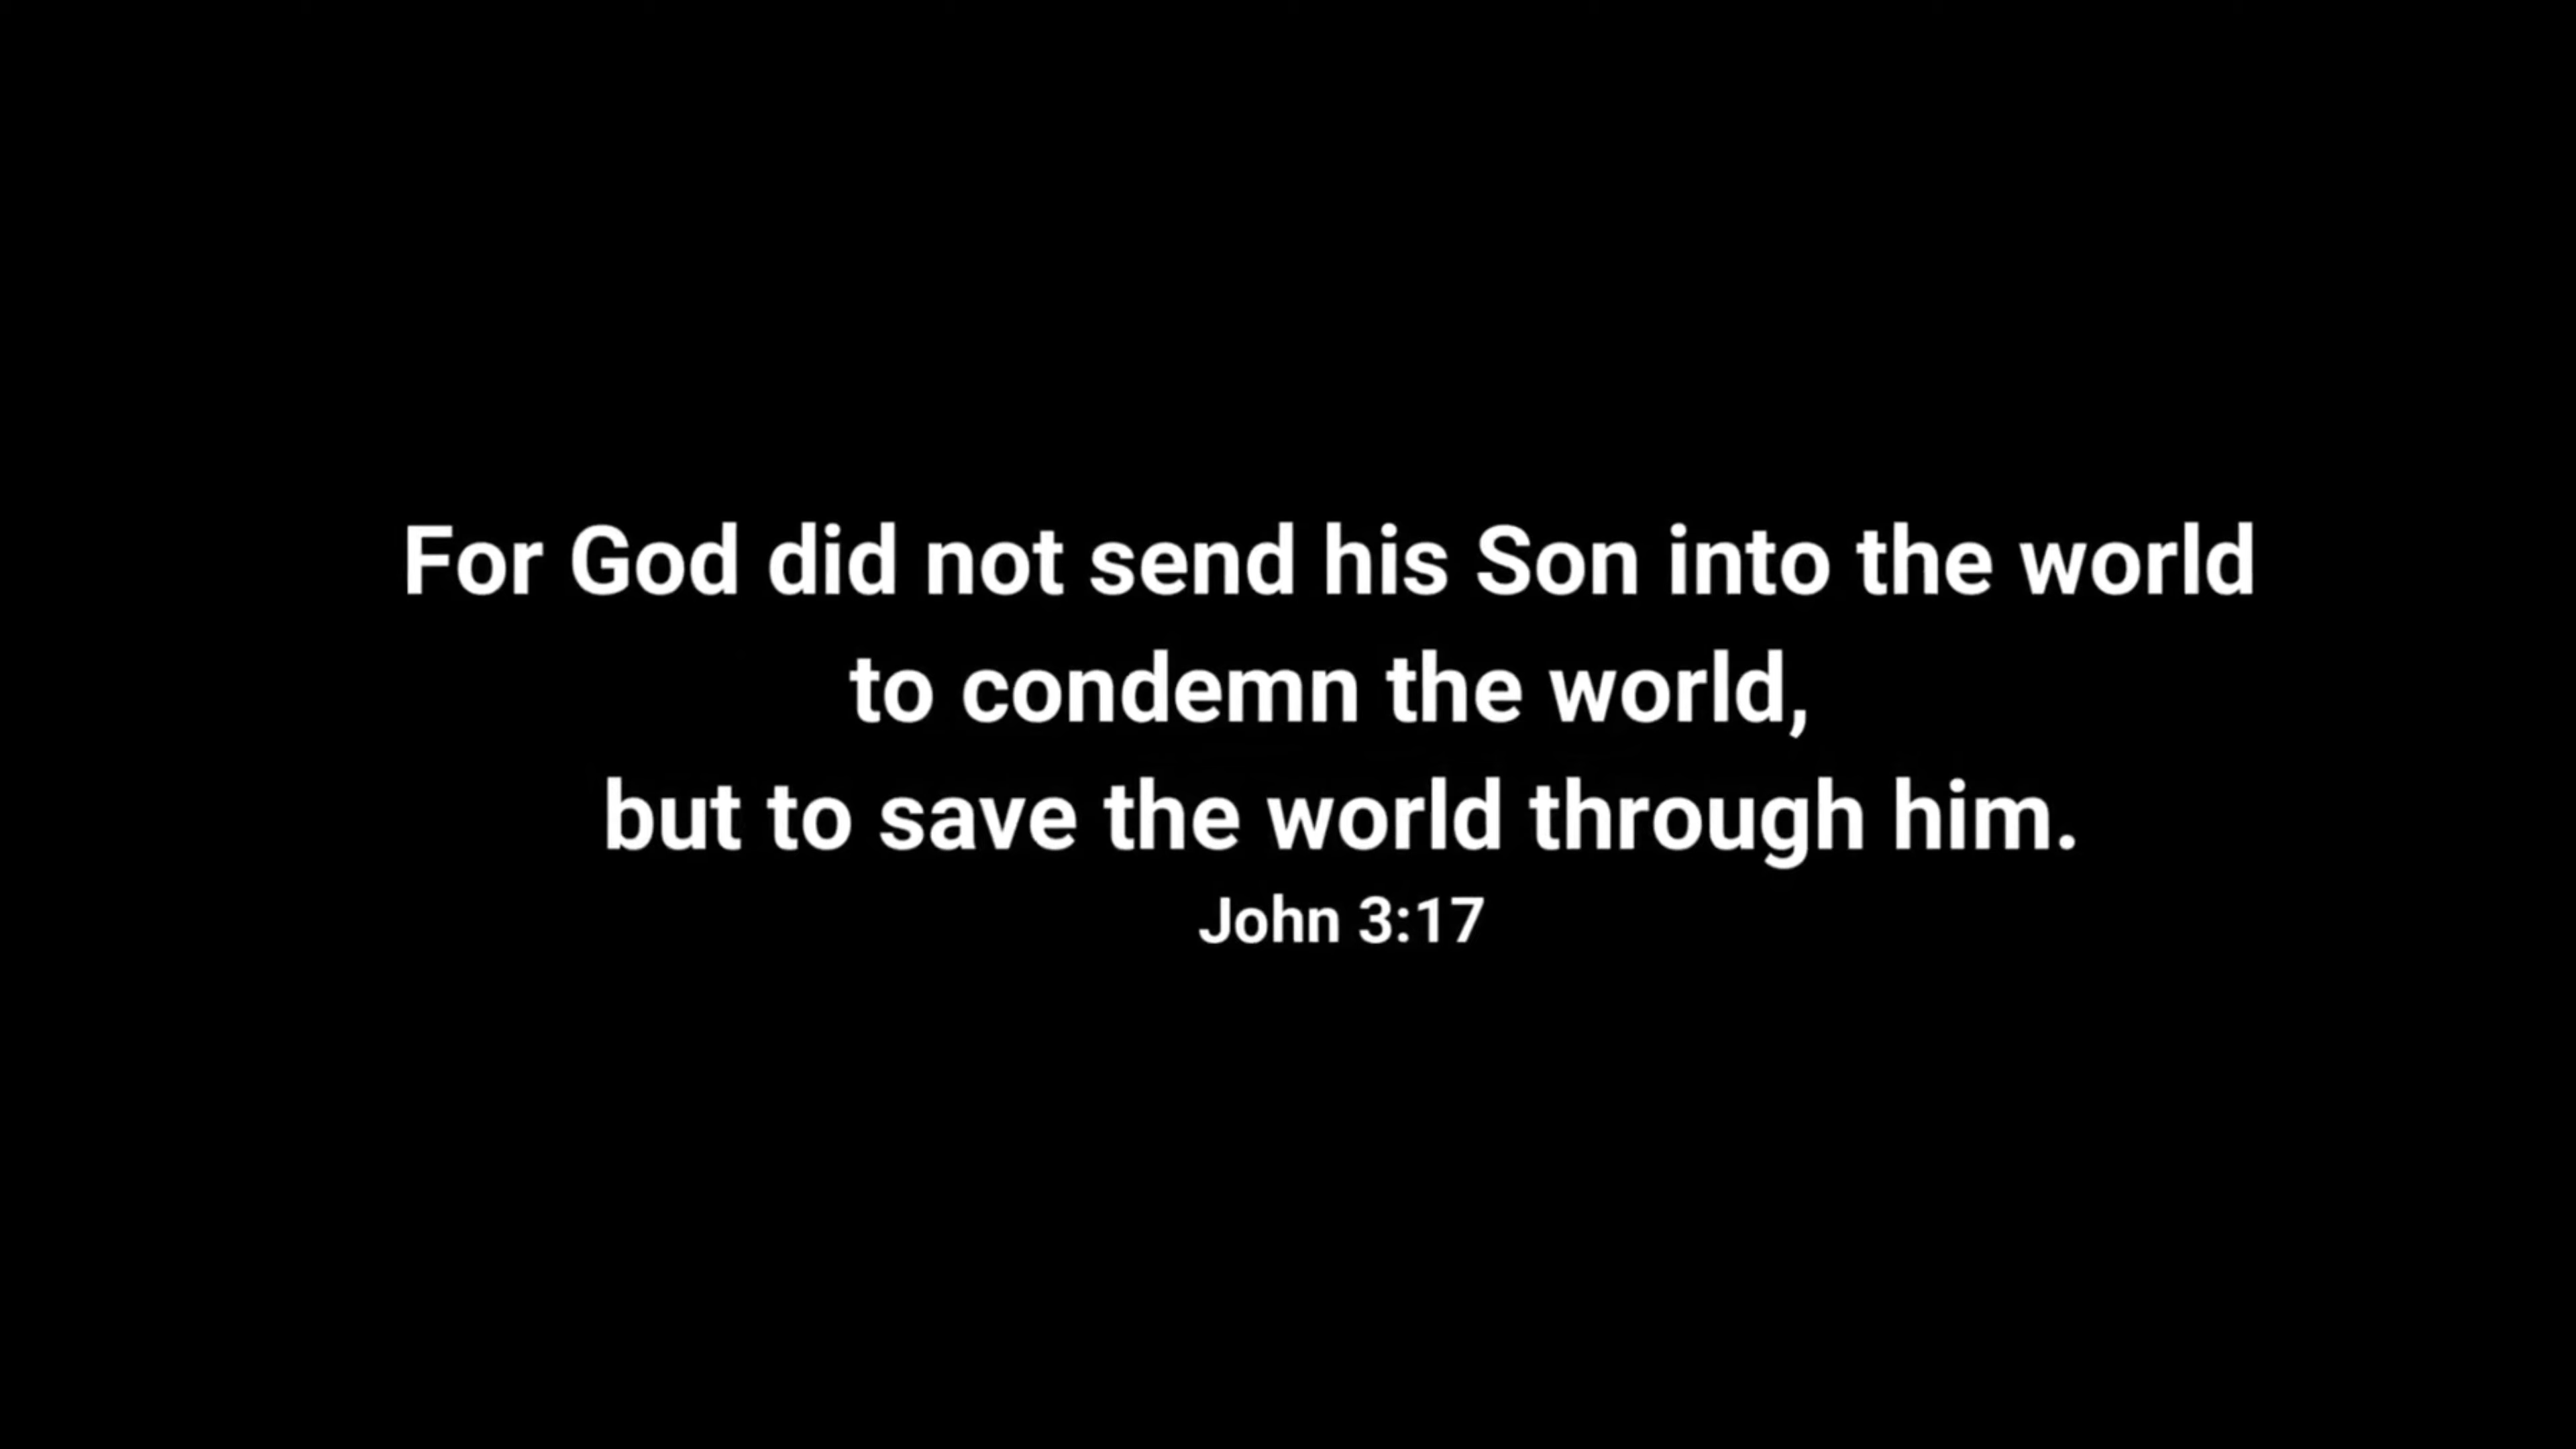 For God did not send his Son into the world
to condemn the world,
but to save the world through him.
John 3:17